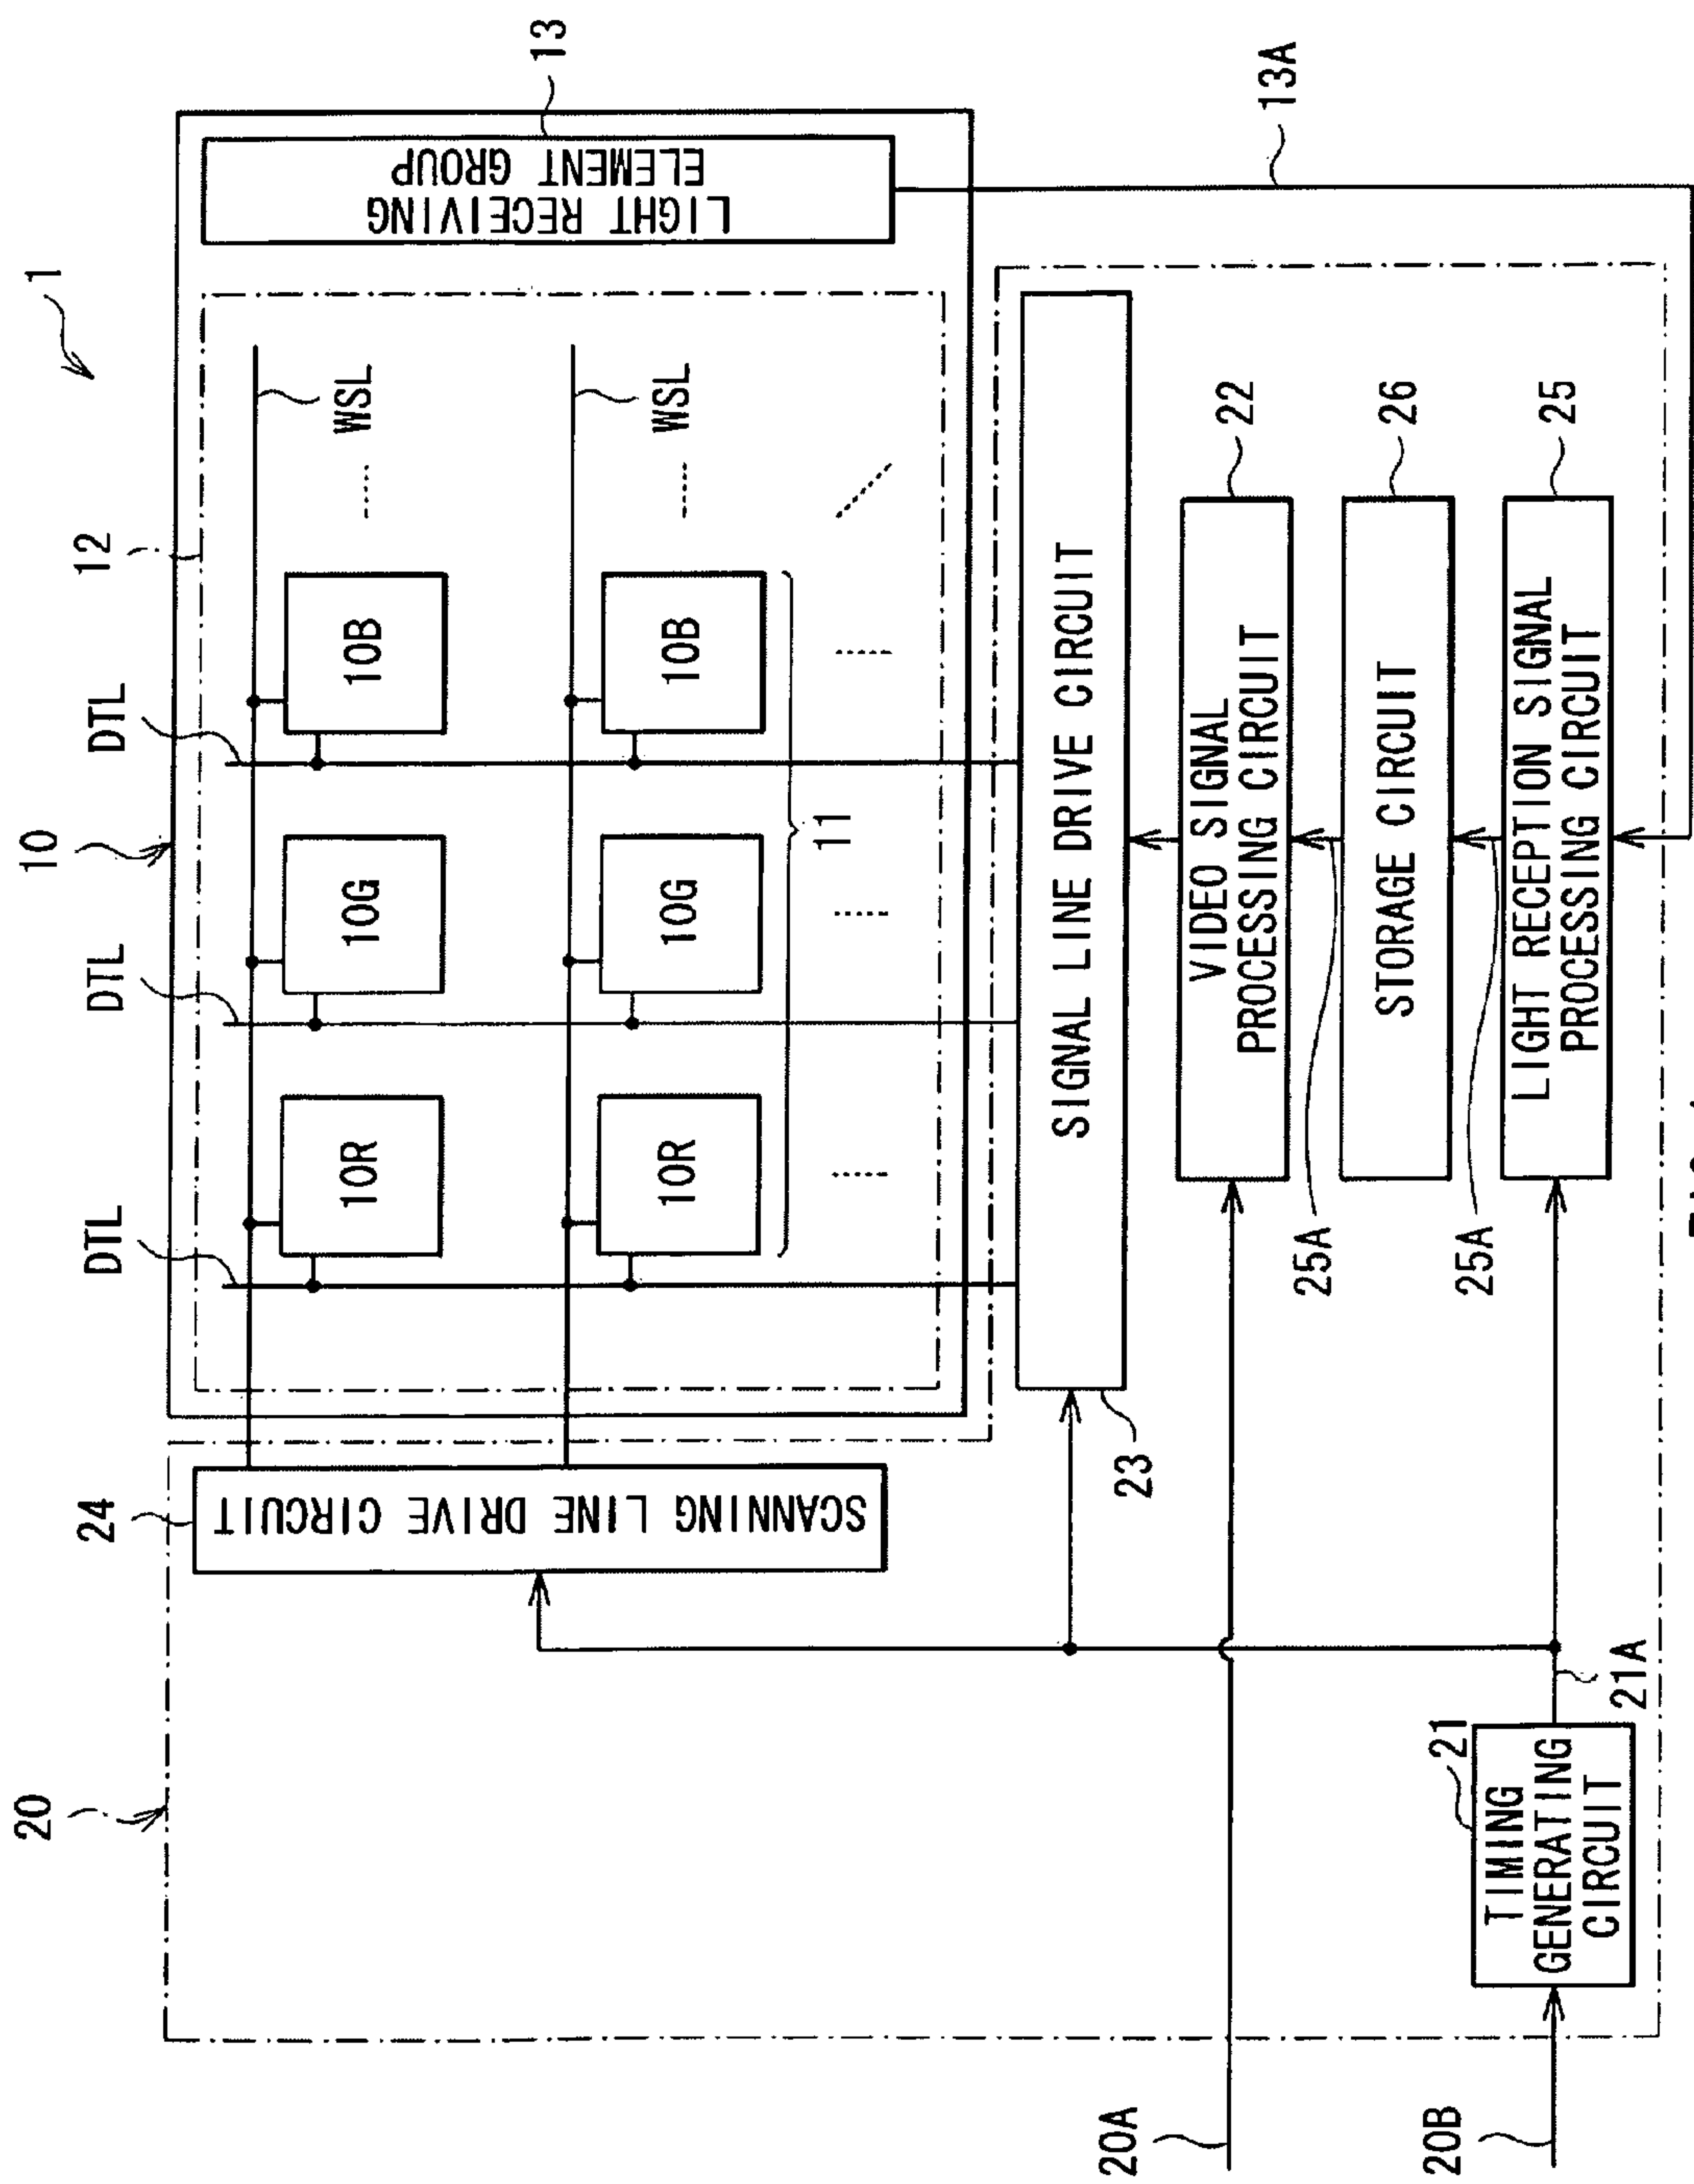 1
10
12
13
DTL
DTL
DTL
LIGHT RECEIVING
ELEMENT GROUP
WSL
10R
10G
10B
WSL
10R
10G
10B
11
13A
20
24
SCANNING LINE DRIVE CIRCUIT
SIGNAL LINE DRIVE CIRCUIT
23
VIDEO SIGNAL
PROCESSING CIRCUIT
22
20A
25A
STORAGE CIRCUIT
26
25A
LIGHT RECEPTION SIGNAL
PROCESSING CIRCUIT
25
21
TIMING
GENERATING
CIRCUIT
21A
20B